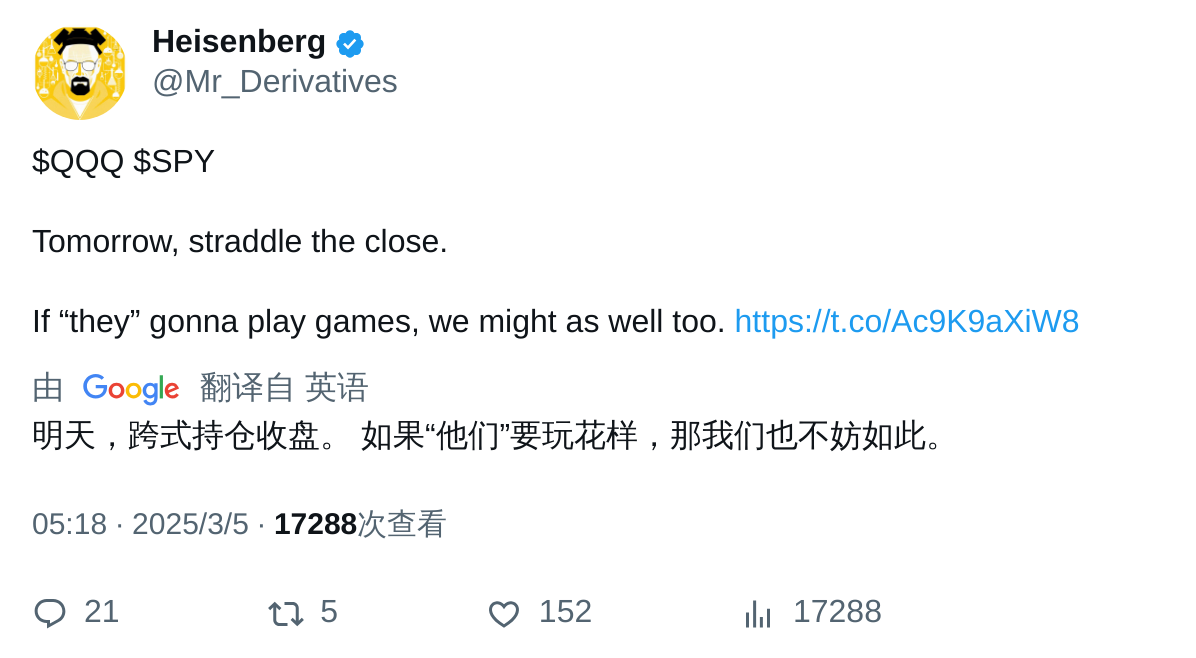 Heisenberg
@Mr_Derivatives
$QQQ $SPY
Tomorrow, straddle the close.
If “they” gonna play games, we might as well too. https://t.co/Ac9K9aXiW8
由 Google 翻译自 英语
明天，跨式持仓收盘。 如果“他们”要玩花样，那我们也不妨如此。
05:18 · 2025/3/5 · 17288次查看
21 5 152 17288